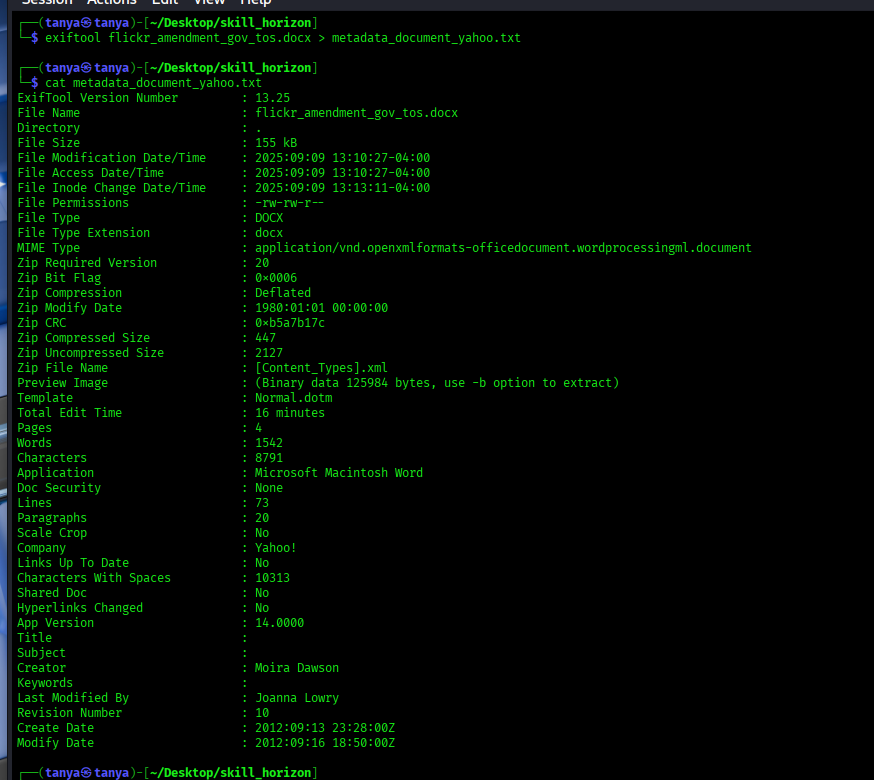 Session Actions Edit View Help
┌──(tanya㉿tanya)-[~/Desktop/skill_horizon]
└─$ exiftool flickr_amendment_gov_tos.docx > metadata_document_yahoo.txt
┌──(tanya㉿tanya)-[~/Desktop/skill_horizon]
└─$ cat metadata_document_yahoo.txt
ExifTool Version Number : 13.25
File Name : flickr_amendment_gov_tos.docx
Directory : .
File Size : 155 kB
File Modification Date/Time : 2025:09:09 13:10:27-04:00
File Access Date/Time : 2025:09:09 13:10:27-04:00
File Inode Change Date/Time : 2025:09:09 13:13:11-04:00
File Permissions : -rw-rw-r--
File Type : DOCX
File Type Extension : docx
MIME Type : application/vnd.openxmlformats-officedocument.wordprocessingml.document
Zip Required Version : 20
Zip Bit Flag : 0x0006
Zip Compression : Deflated
Zip Modify Date : 1980:01:01 00:00:00
Zip CRC : 0xb5a7b17c
Zip Compressed Size : 447
Zip Uncompressed Size : 2127
Zip File Name : [Content_Types].xml
Preview Image : (Binary data 125984 bytes, use -b option to extract)
Template : Normal.dotm
Total Edit Time : 16 minutes
Pages : 4
Words : 1542
Characters : 8791
Application : Microsoft Macintosh Word
Doc Security : None
Lines : 73
Paragraphs : 20
Scale Crop : No
Company : Yahoo!
Links Up To Date : No
Characters With Spaces : 10313
Shared Doc : No
Hyperlinks Changed : No
App Version : 14.0000
Title :
Subject :
Creator : Moira Dawson
Keywords :
Last Modified By : Joanna Lowry
Revision Number : 10
Create Date : 2012:09:13 23:28:00Z
Modify Date : 2012:09:16 18:50:00Z
┌──(tanya㉿tanya)-[~/Desktop/skill_horizon]